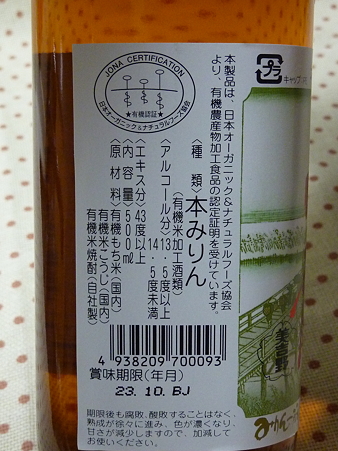 JONA CERTIFICATION
★有機認証★
日本オーガニック&ナチュラルフーズ協会
本製品は、日本オーガニック&ナチュラルフーズ協会
より、有機農産物加工食品の認定証明を受けています。
〈種 類〉本みりん
(有機米加工酒類)
〈アルコール分〉13.5度以上
14.5度未満
〈エキス分〉43度以上
〈内 容 量〉500ml
〈原 材 料〉有機もち米(国内)
有機米こうじ(国内)
有機米焼酎(自社製)
4 938209 700093
賞味期限(年月)
23.10.BJ
期限後も腐敗、酸敗することはなく、
熟成が徐々に進み、色が濃くなり、
甘さが減少しますので、加減して
お使いください。
プラ